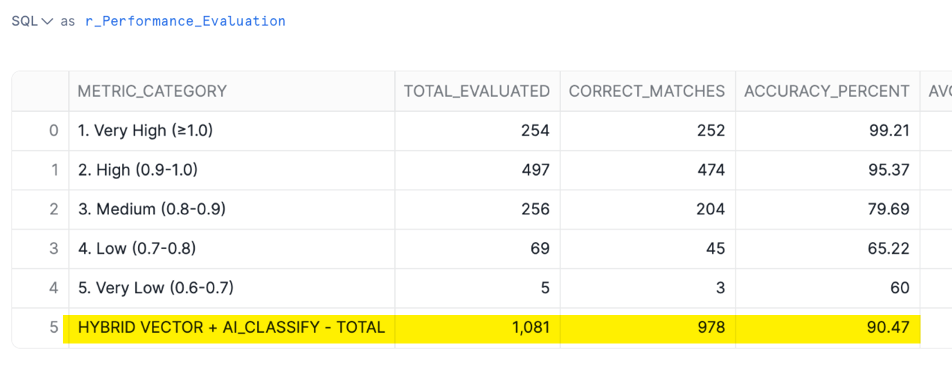 SQL as r_Performance_Evaluation
METRIC_CATEGORY TOTAL_EVALUATED CORRECT_MATCHES ACCURACY_PERCENT
0 1. Very High (≥1.0) 254 252 99.21
1 2. High (0.9-1.0) 497 474 95.37
2 3. Medium (0.8-0.9) 256 204 79.69
3 4. Low (0.7-0.8) 69 45 65.22
4 5. Very Low (0.6-0.7) 5 3 60
5 HYBRID VECTOR + AI_CLASSIFY - TOTAL 1,081 978 90.47